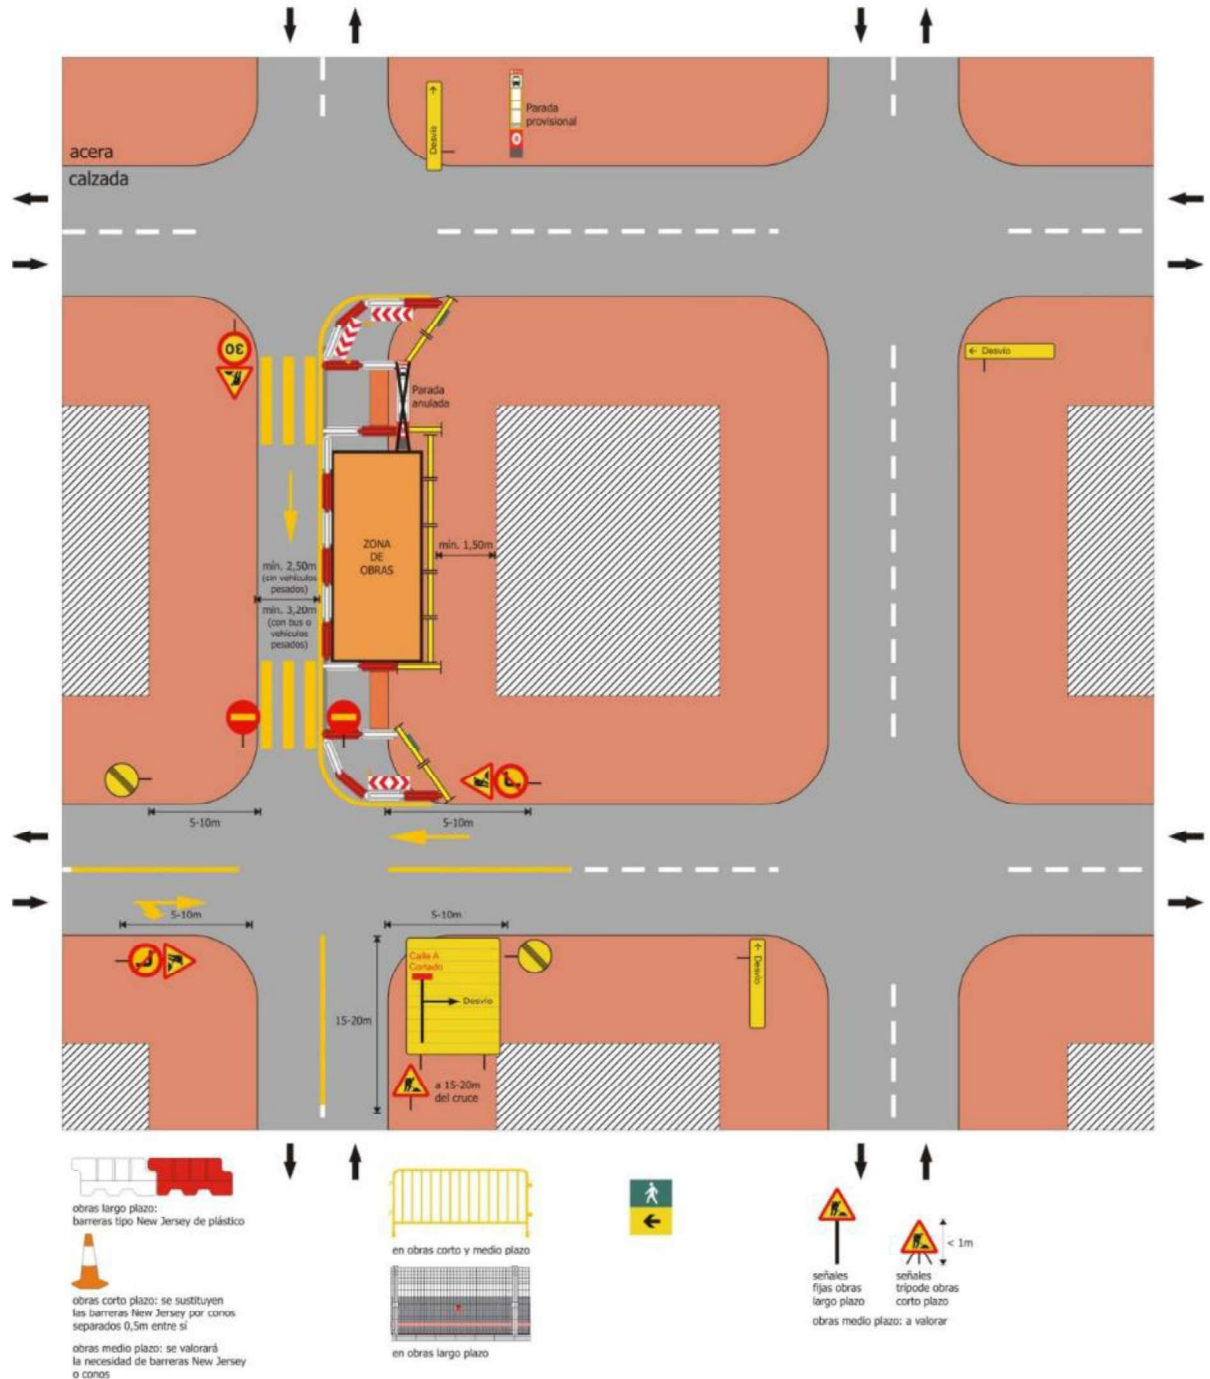 Desvío
Parada
provisional
acera
calzada
30
Desvío
Parada
anulada
ZONA
DE
OBRAS
mín. 1,50m
mín. 2,50m
(sin vehículos
pesados)
mín. 3,20m
(con bus o
vehículos
pesados)
5-10m
5-10m
5-10m
5-10m
Calle A
Cortado
Desvío
Desvío
15-20m
a 15-20m
del cruce
obras largo plazo:
barreras tipo New Jersey de plástico
en obras corto y medio plazo
< 1m
señales
fijas obras
largo plazo
señales
trípode obras
corto plazo
obras medio plazo: a valorar
obras corto plazo: se sustituyen
las barreras New Jersey por conos
separados 0,5m entre sí
en obras largo plazo
obras medio plazo: se valorará
la necesidad de barreras New Jersey
o conos